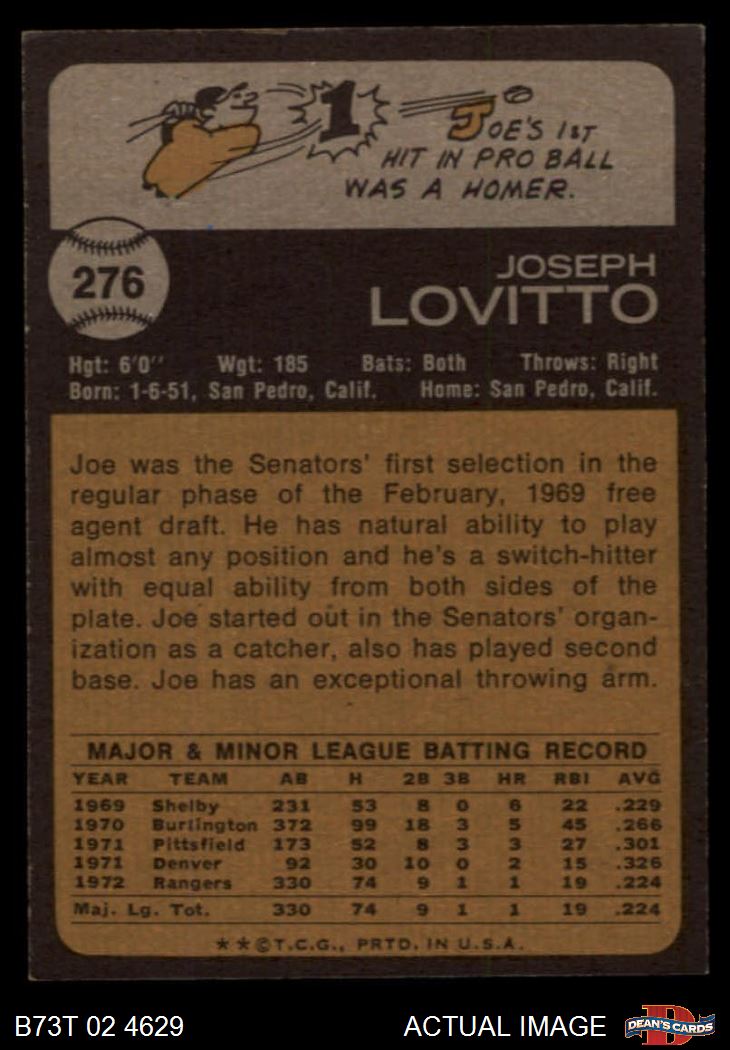 1
JOE'S 1ST
HIT IN PRO BALL
WAS A HOMER.
276
JOSEPH
LOVITTO
Hgt: 6'0" Wgt: 185 Bats: Both Throws: Right
Born: 1-6-51, San Pedro, Calif. Home: San Pedro, Calif.
Joe was the Senators' first selection in the
regular phase of the February, 1969 free
agent draft. He has natural ability to play
almost any position and he's a switch-hitter
with equal ability from both sides of the
plate. Joe started out in the Senators' organ-
ization as a catcher, also has played second
base. Joe has an exceptional throwing arm.
MAJOR & MINOR LEAGUE BATTING RECORD
YEAR TEAM AB H 2B 3B HR RBI AVG
1969 Shelby 231 53 8 0 6 22 .229
1970 Burlington 372 99 18 3 5 45 .266
1971 Pittsfield 173 52 8 3 3 27 .301
1971 Denver 92 30 10 0 2 15 .326
1972 Rangers 330 74 9 1 1 19 .224
Maj. Lg. Tot. 330 74 9 1 1 19 .224
**©T.C.G., PRTD. IN U.S.A.
B73T 02 4629 ACTUAL IMAGE
D
DEAN'S CARDS